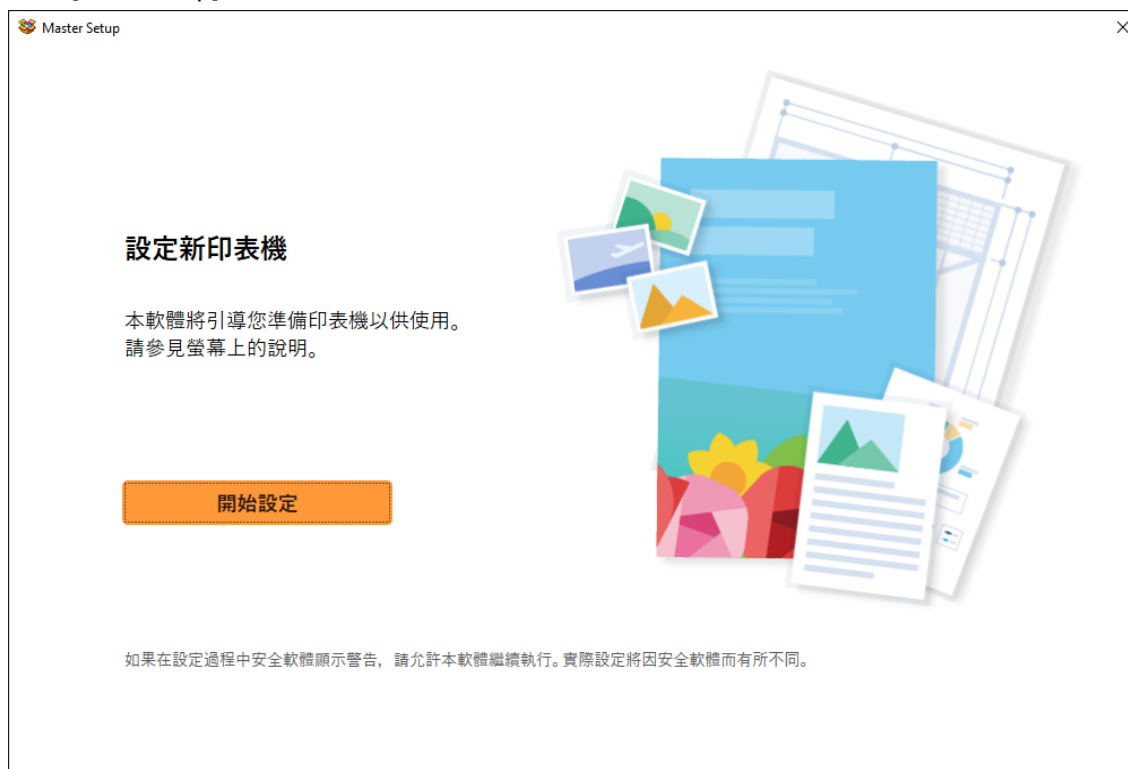 Master Setup
設定新印表機
本軟體將引導您準備印表機以供使用。
請參見螢幕上的說明。
開始設定
如果在設定過程中安全軟體顯示警告，請允許本軟體繼續執行。實際設定將因安全軟體而有所不同。